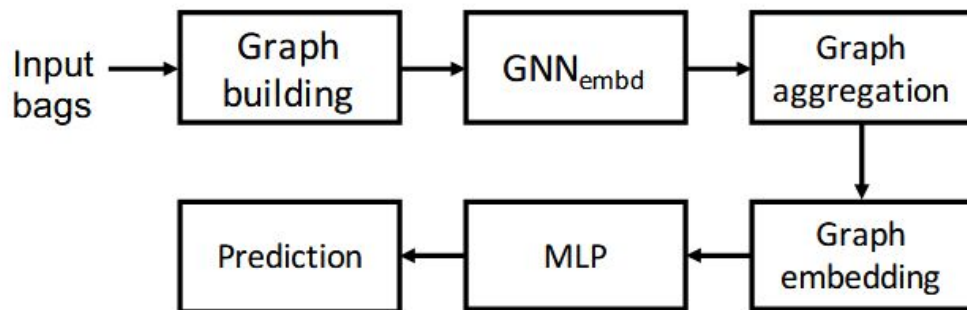 Input
bags
Graph
building
GNNembd
Graph
aggregation
Graph
embedding
MLP
Prediction